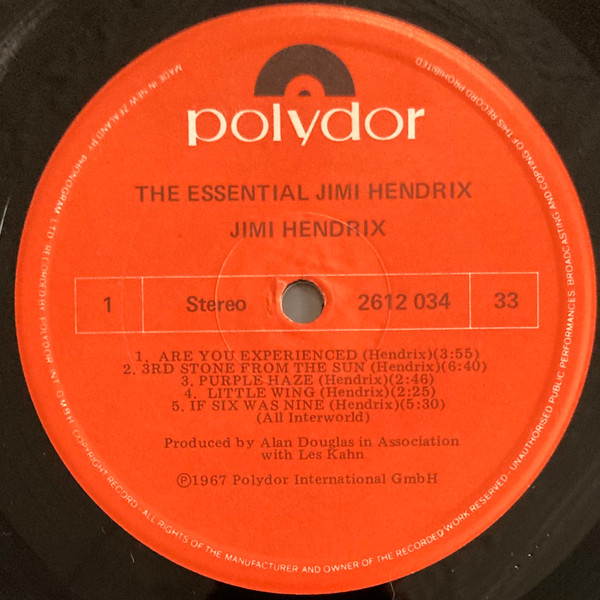 polydor
THE ESSENTIAL JIMI HENDRIX
JIMI HENDRIX
1 Stereo 2612 034 33
1. ARE YOU EXPERIENCED (Hendrix)(3:55)
2. 3RD STONE FROM THE SUN (Hendrix)(6:40)
3. PURPLE HAZE (Hendrix)(2:46)
4. LITTLE WING (Hendrix)(2:25)
5. IF SIX WAS NINE (Hendrix)(5:30)
(All Interworld)
Produced by Alan Douglas in Association
with Les Kahn
Ⓟ1967 Polydor International GmbH
MADE IN NEW ZEALAND BY PHONOGRAM LTD. COPYRIGHT RECORD - ALL RIGHTS OF THE MANUFACTURER AND OWNER OF THE RECORDED WORK RESERVED - UNAUTHORISED PUBLIC PERFORMANCES, BROADCASTING AND COPYING OF THIS RECORD PROHIBITED